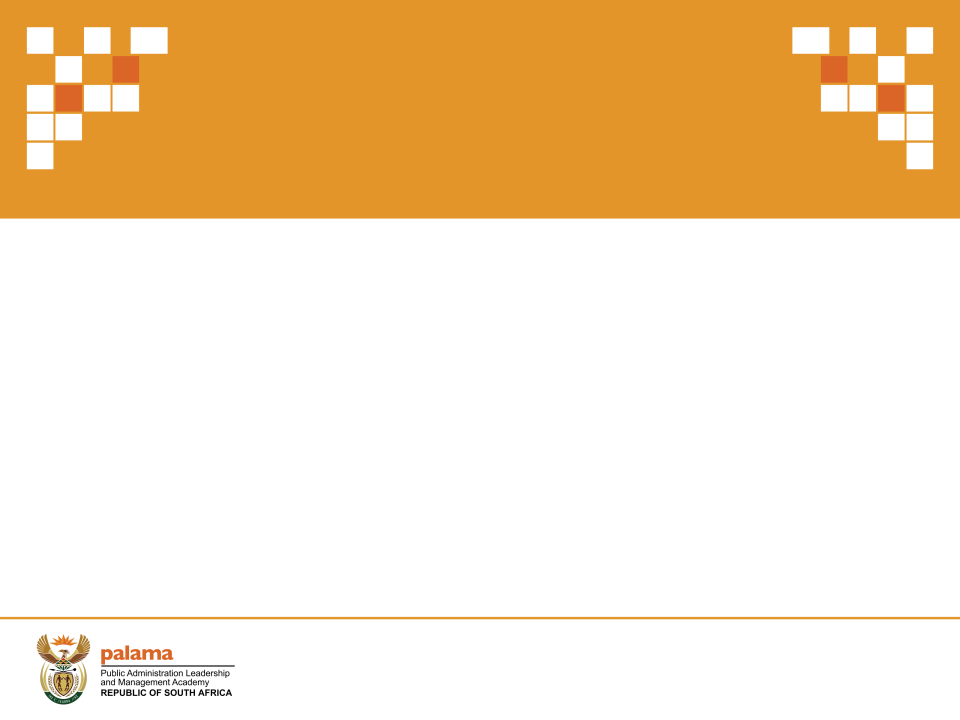 palama
Public Administration Leadership
and Management Academy
REPUBLIC OF SOUTH AFRICA